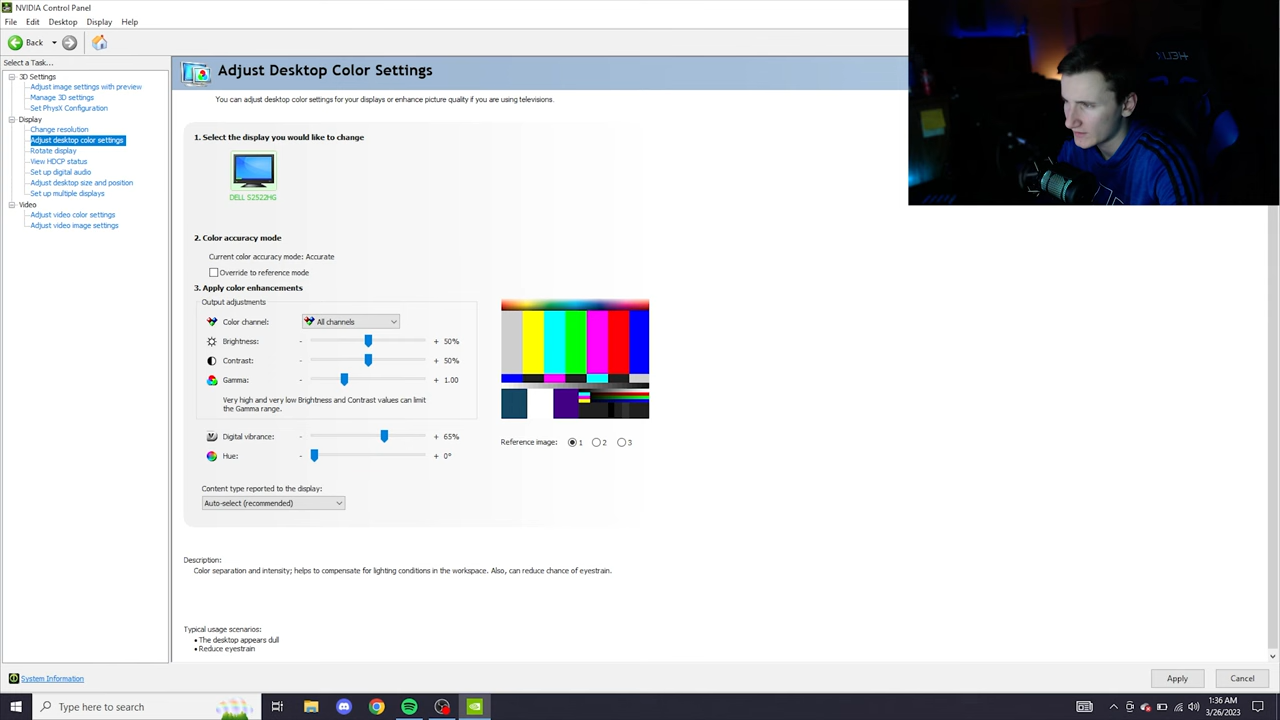 NVIDIA Control Panel
File Edit Desktop Display Help
Back
Select a Task...
3D Settings
Adjust image settings with preview
Manage 3D settings
Set PhysX Configuration
Display
Change resolution
Adjust desktop color settings
Rotate display
View HDCP status
Set up digital audio
Adjust desktop size and position
Set up multiple displays
Video
Adjust video color settings
Adjust video image settings
System Information
Adjust Desktop Color Settings
You can adjust desktop color settings for your displays or enhance picture quality if you are using televisions.
1. Select the display you would like to change
DELL S2522HG
2. Color accuracy mode
Current color accuracy mode: Accurate
Override to reference mode
3. Apply color enhancements
Output adjustments
Color channel: All channels
Brightness: - + 50%
Contrast: - + 50%
Gamma: - + 1.00
Very high and very low Brightness and Contrast values can limit
the Gamma range.
Digital vibrance: - + 65%
Hue: - + 0°
Reference image: 1 2 3
Content type reported to the display:
Auto-select (recommended)
Description:
Color separation and intensity; helps to compensate for lighting conditions in the workspace. Also, can reduce chance of eyestrain.
Typical usage scenarios:
• The desktop appears dull
• Reduce eyestrain
Apply Cancel
Type here to search
1:36 AM
3/26/2023